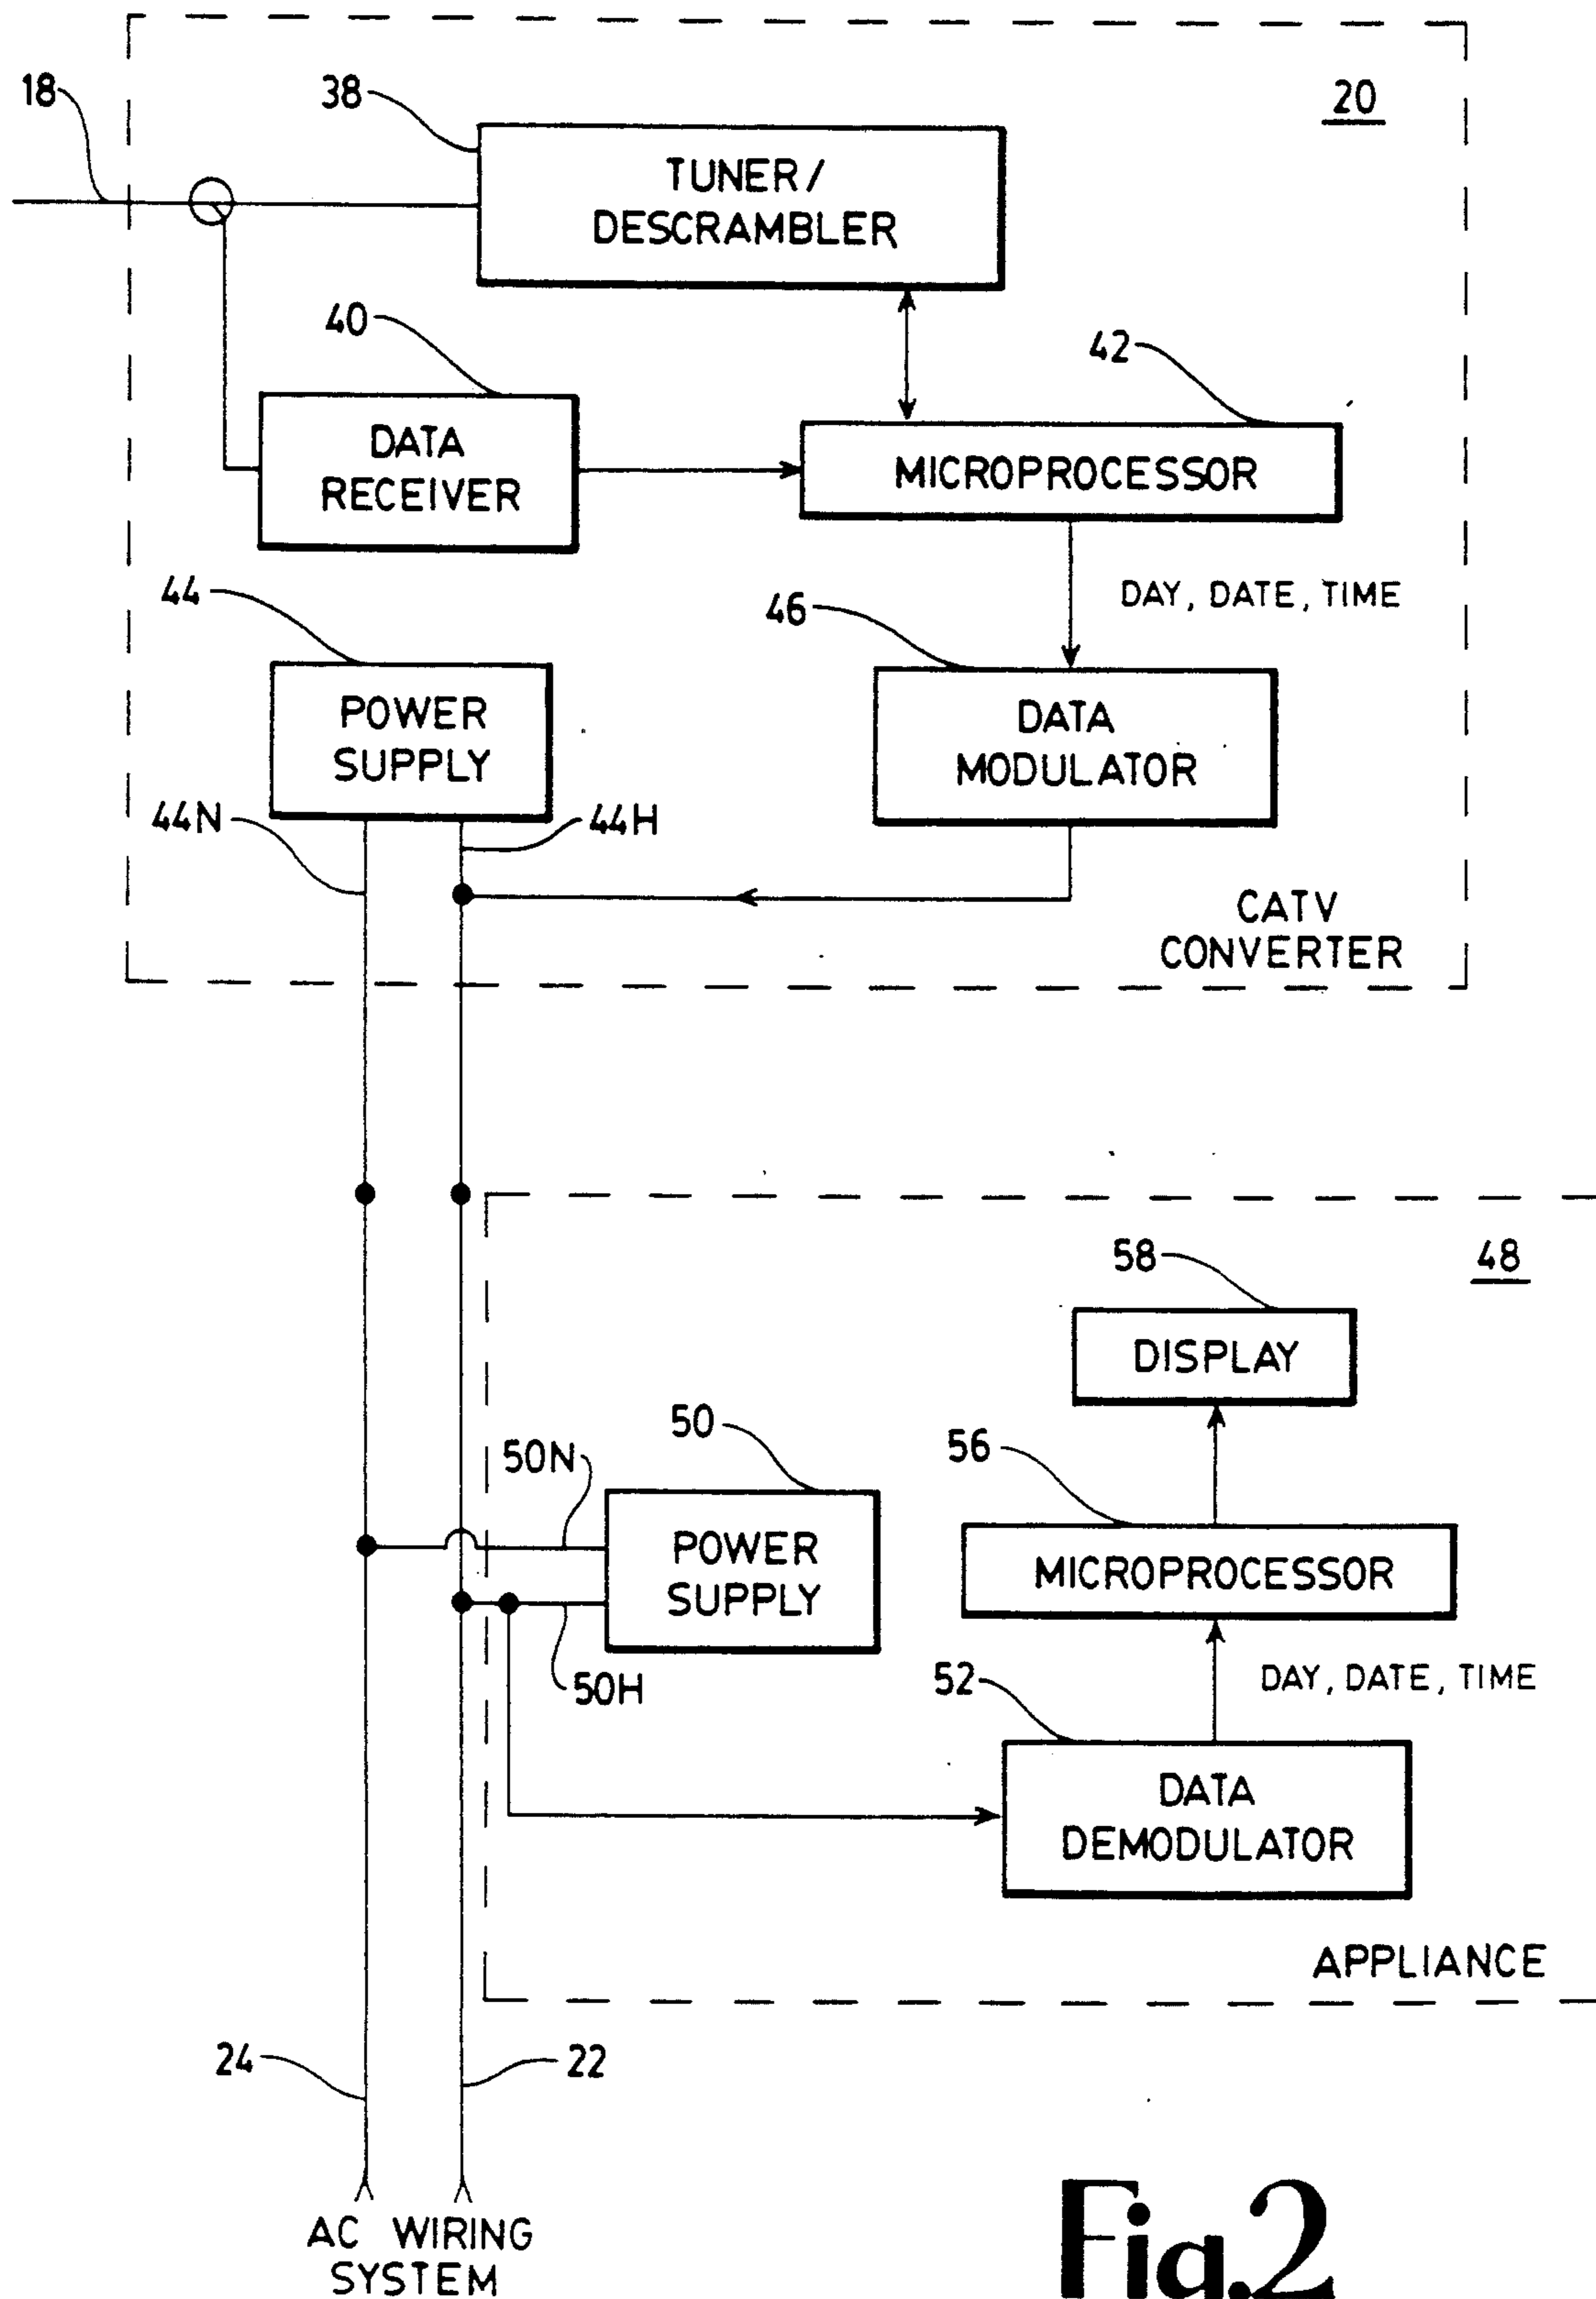 18
38
20
TUNER/
DESCRAMBLER
40
42
DATA
RECEIVER
MICROPROCESSOR
44
46
DAY, DATE, TIME
POWER
SUPPLY
DATA
MODULATOR
44N
44H
CATV
CONVERTER
58
48
DISPLAY
50
56
50N
POWER
SUPPLY
MICROPROCESSOR
50H
52
DAY, DATE, TIME
DATA
DEMODULATOR
APPLIANCE
24
22
AC WIRING
SYSTEM
Fig.2